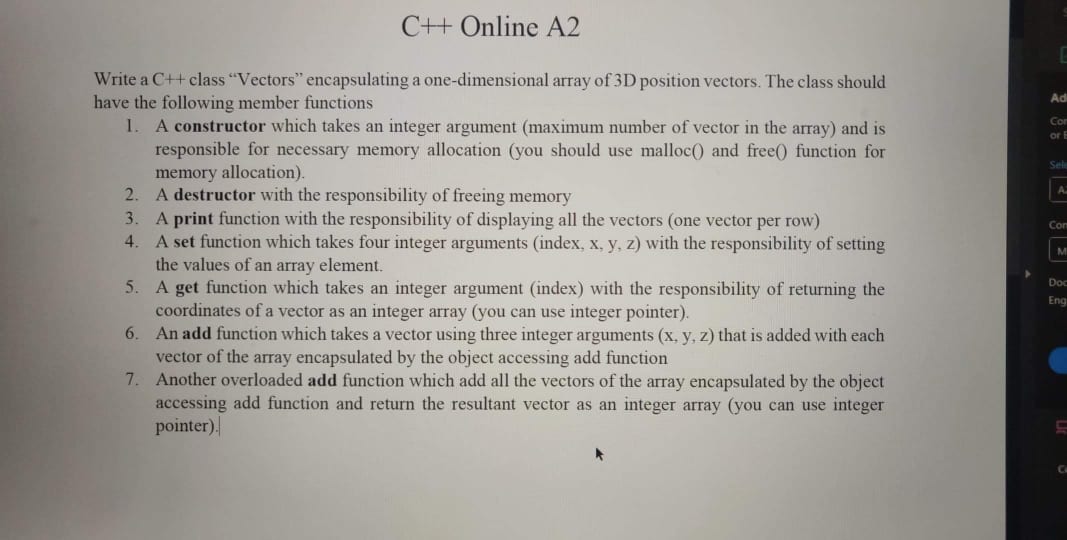 C++ Online A2
Write a C++ class “Vectors” encapsulating a one-dimensional array of 3D position vectors. The class should
have the following member functions
1. A constructor which takes an integer argument (maximum number of vector in the array) and is
responsible for necessary memory allocation (you should use malloc() and free() function for
memory allocation).
2. A destructor with the responsibility of freeing memory
3. A print function with the responsibility of displaying all the vectors (one vector per row)
4. A set function which takes four integer arguments (index, x, y, z) with the responsibility of setting
the values of an array element.
5. A get function which takes an integer argument (index) with the responsibility of returning the
coordinates of a vector as an integer array (you can use integer pointer).
6. An add function which takes a vector using three integer arguments (x, y, z) that is added with each
vector of the array encapsulated by the object accessing add function
7. Another overloaded add function which add all the vectors of the array encapsulated by the object
accessing add function and return the resultant vector as an integer array (you can use integer
pointer).
Ad
Con
or
Sele
Con
M
Doc
Eng